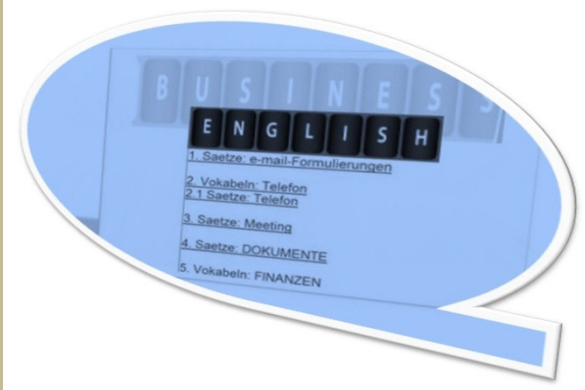 BUSINESS
ENGLISH
1. Saetze: e-mail-Formulierungen
2. Vokabeln: Telefon
2.1 Saetze: Telefon
3. Saetze: Meeting
4. Saetze: DOKUMENTE
5. Vokabeln: FINANZEN